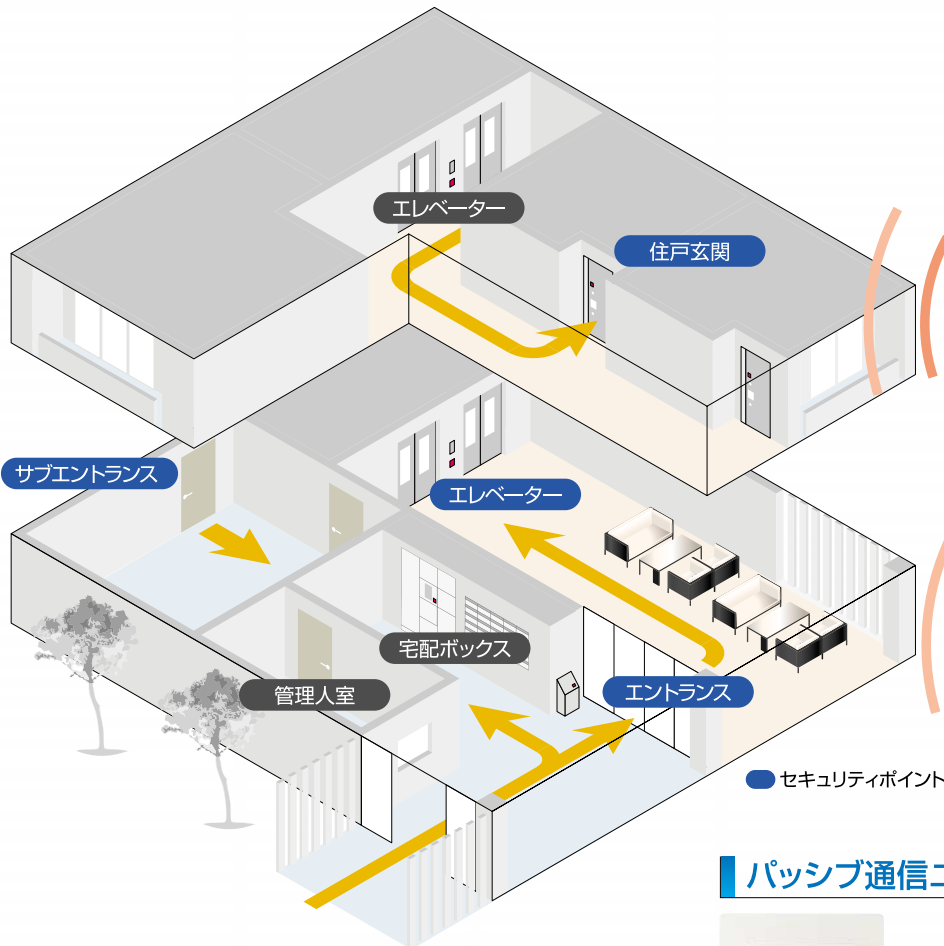 エレベーター
住戸玄関
サブエントランス
エレベーター
宅配ボックス
管理人室
エントランス
セキュリティポイント
パッシブ通信